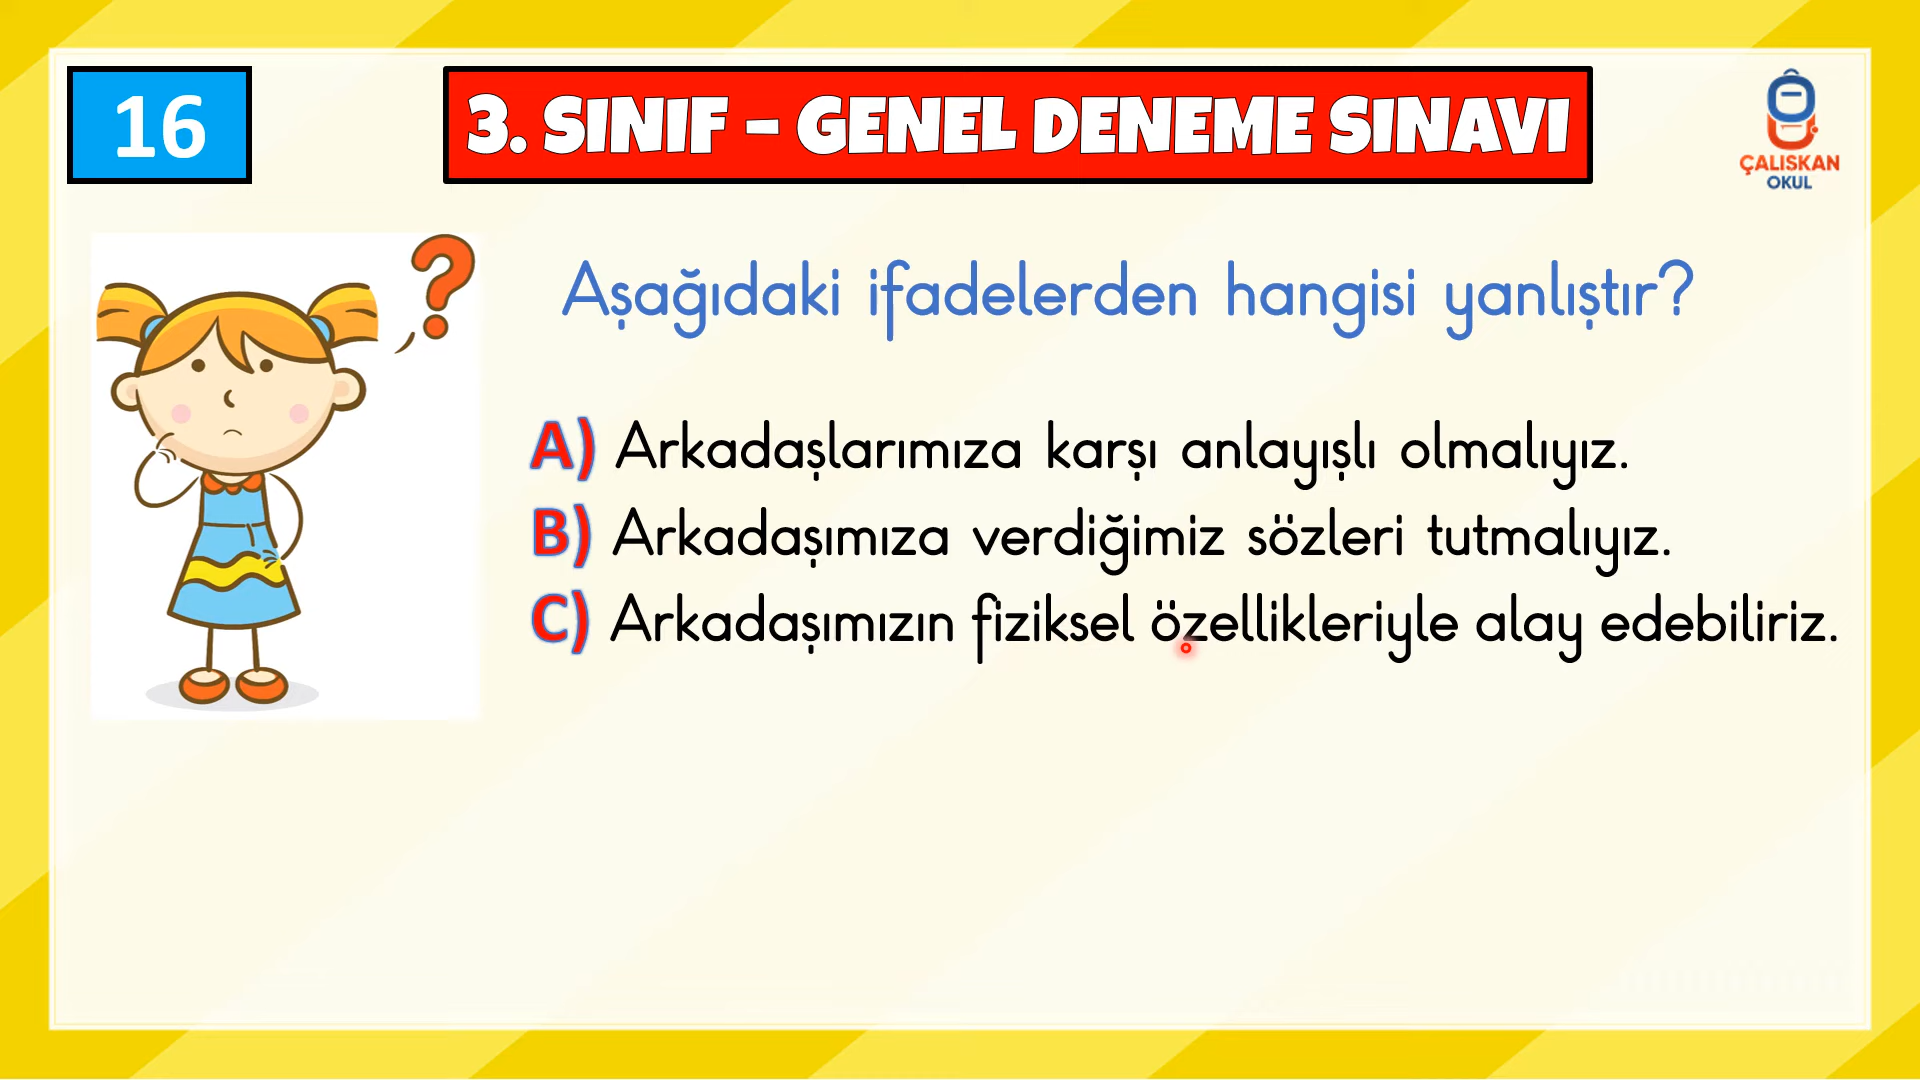 16
3. SINIF - GENEL DENEME SINAVI
ÇALIŞKAN
OKUL
Aşağıdaki ifadelerden hangisi yanlıştır?
A) Arkadaşlarımıza karşı anlayışlı olmalıyız.
B) Arkadaşımıza verdiğimiz sözleri tutmalıyız.
C) Arkadaşımızın fiziksel özellikleriyle alay edebiliriz.